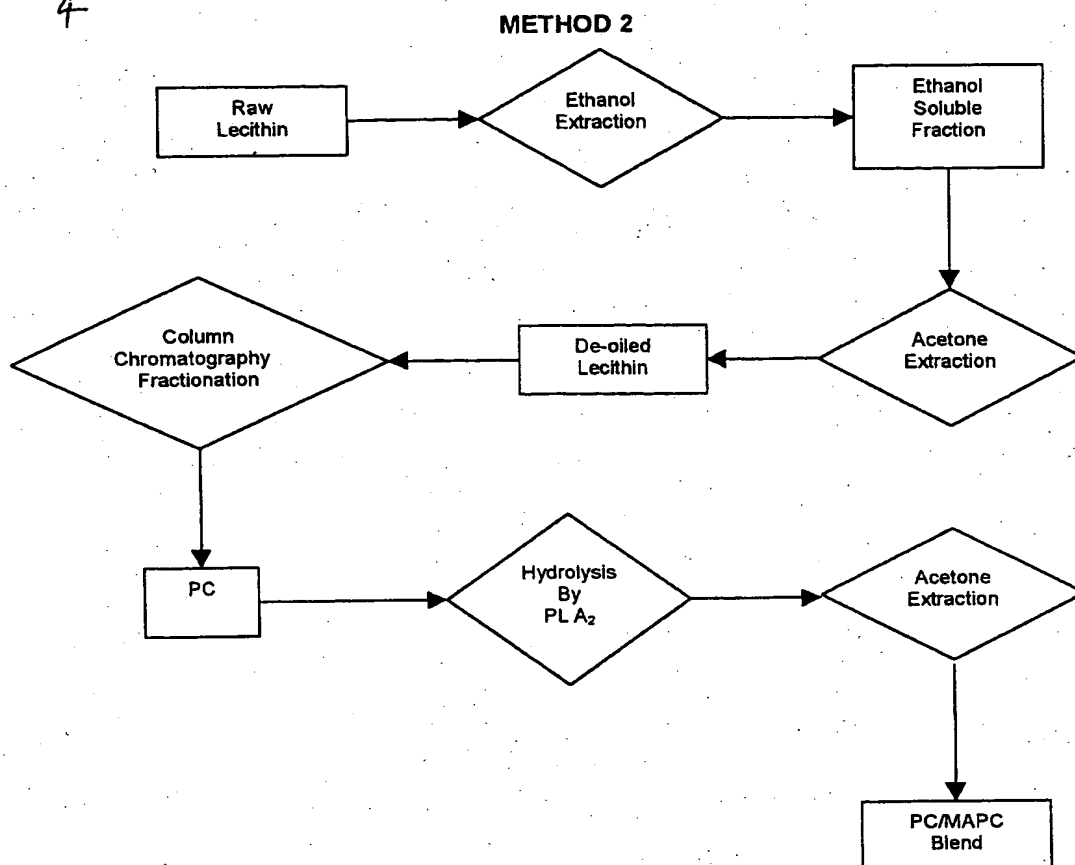 4
METHOD 2
Raw
Lecithin
Ethanol
Extraction
Ethanol
Soluble
Fraction
Acetone
Extraction
De-oiled
Lecithin
Column
Chromatography
Fractionation
PC
Hydrolysis
By
PL A₂
Acetone
Extraction
PC/MAPC
Blend